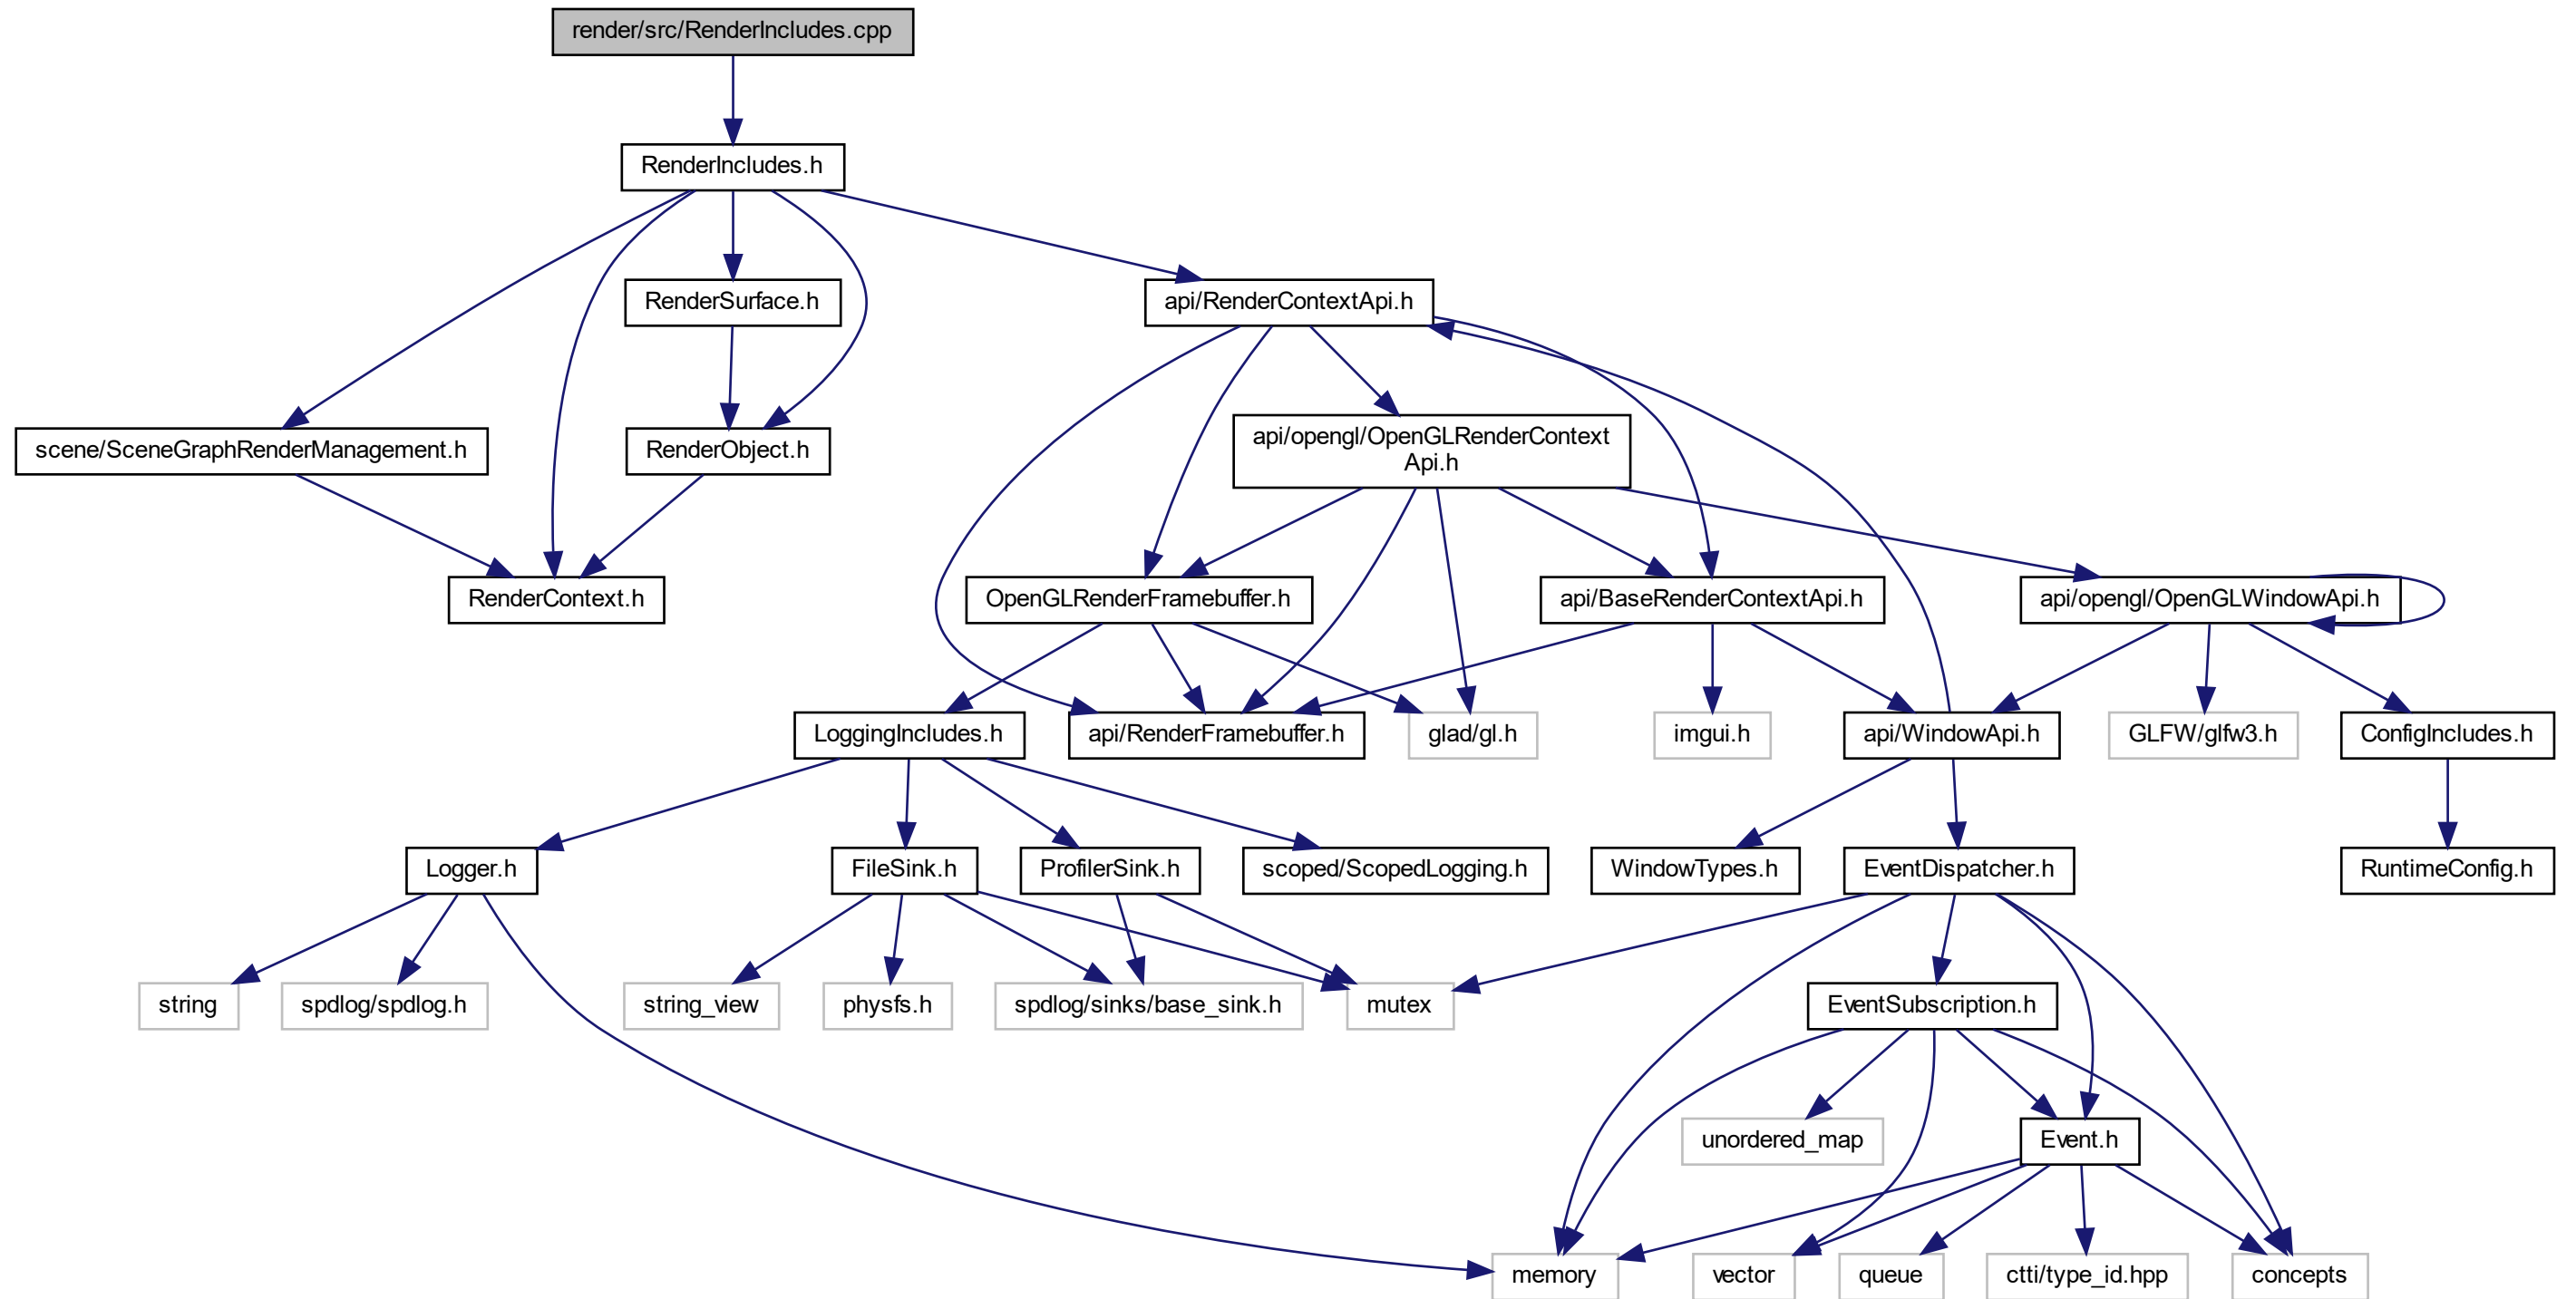 render/src/RenderIncludes.cpp
RenderIncludes.h
RenderSurface.h
api/RenderContextApi.h
scene/SceneGraphRenderManagement.h
RenderObject.h
api/opengl/OpenGLRenderContext
Api.h
RenderContext.h
OpenGLRenderFramebuffer.h
api/BaseRenderContextApi.h
api/opengl/OpenGLWindowApi.h
LoggingIncludes.h
api/RenderFramebuffer.h
glad/gl.h
imgui.h
api/WindowApi.h
GLFW/glfw3.h
ConfigIncludes.h
Logger.h
FileSink.h
ProfilerSink.h
scoped/ScopedLogging.h
WindowTypes.h
EventDispatcher.h
RuntimeConfig.h
string
spdlog/spdlog.h
string_view
physfs.h
spdlog/sinks/base_sink.h
mutex
EventSubscription.h
unordered_map
Event.h
memory
vector
queue
ctti/type_id.hpp
concepts